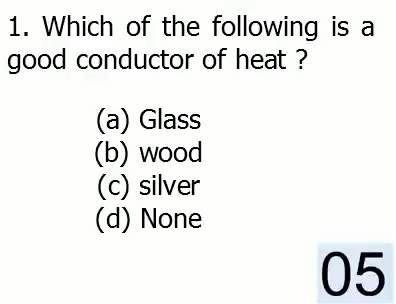 1. Which of the following is a
good conductor of heat ?
(a) Glass
(b) wood
(c) silver
(d) None
05